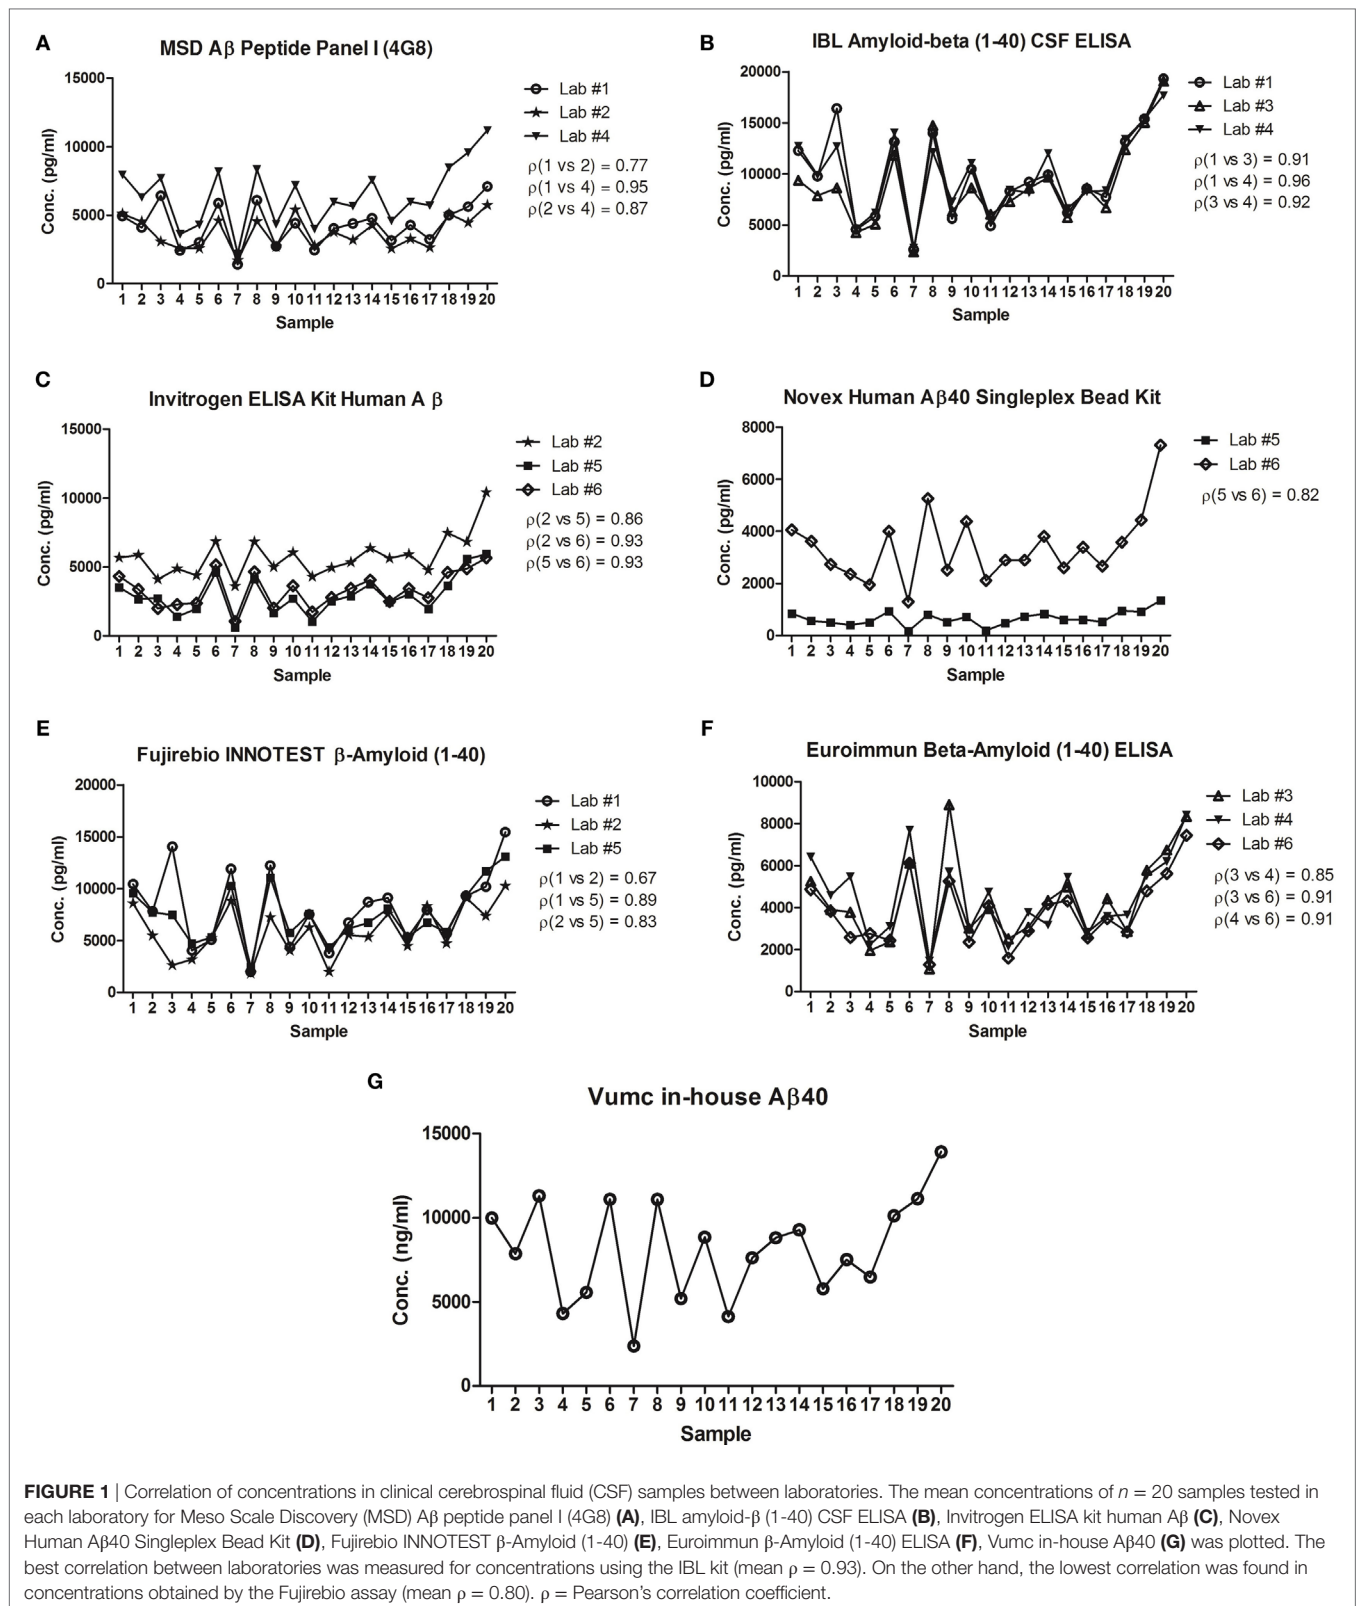 A
MSD Aβ Peptide Panel I (4G8)
Conc. (pg/ml)
15000
10000
5000
0
1 2 3 4 5 6 7 8 9 10 11 12 13 14 15 16 17 18 19 20
Sample
Lab #1
Lab #2
Lab #4
ρ(1 vs 2) = 0.77
ρ(1 vs 4) = 0.95
ρ(2 vs 4) = 0.87
B
IBL Amyloid-beta (1-40) CSF ELISA
Conc. (pg/ml)
20000
15000
10000
5000
0
1 2 3 4 5 6 7 8 9 10 11 12 13 14 15 16 17 18 19 20
Sample
Lab #1
Lab #3
Lab #4
ρ(1 vs 3) = 0.91
ρ(1 vs 4) = 0.96
ρ(3 vs 4) = 0.92
C
Invitrogen ELISA Kit Human A β
Conc. (pg/ml)
15000
10000
5000
0
1 2 3 4 5 6 7 8 9 10 11 12 13 14 15 16 17 18 19 20
Sample
Lab #2
Lab #5
Lab #6
ρ(2 vs 5) = 0.86
ρ(2 vs 6) = 0.93
ρ(5 vs 6) = 0.93
D
Novex Human Aβ40 Singleplex Bead Kit
Conc. (pg/ml)
8000
6000
4000
2000
0
1 2 3 4 5 6 7 8 9 10 11 12 13 14 15 16 17 18 19 20
Sample
Lab #5
Lab #6
ρ(5 vs 6) = 0.82
E
Fujirebio INNOTEST β-Amyloid (1-40)
Conc. (pg/ml)
20000
15000
10000
5000
0
1 2 3 4 5 6 7 8 9 10 11 12 13 14 15 16 17 18 19 20
Sample
Lab #1
Lab #2
Lab #5
ρ(1 vs 2) = 0.67
ρ(1 vs 5) = 0.89
ρ(2 vs 5) = 0.83
F
Euroimmun Beta-Amyloid (1-40) ELISA
Conc. (pg/ml)
10000
8000
6000
4000
2000
0
1 2 3 4 5 6 7 8 9 10 11 12 13 14 15 16 17 18 19 20
Sample
Lab #3
Lab #4
Lab #6
ρ(3 vs 4) = 0.85
ρ(3 vs 6) = 0.91
ρ(4 vs 6) = 0.91
G
Vumc in-house Aβ40
Conc. (ng/ml)
15000
10000
5000
0
1 2 3 4 5 6 7 8 9 10 11 12 13 14 15 16 17 18 19 20
Sample
FIGURE 1 | Correlation of concentrations in clinical cerebrospinal fluid (CSF) samples between laboratories. The mean concentrations of n = 20 samples tested in
each laboratory for Meso Scale Discovery (MSD) Aβ peptide panel I (4G8) (A), IBL amyloid-β (1-40) CSF ELISA (B), Invitrogen ELISA kit human Aβ (C), Novex
Human Aβ40 Singleplex Bead Kit (D), Fujirebio INNOTEST β-Amyloid (1-40) (E), Euroimmun β-Amyloid (1-40) ELISA (F), Vumc in-house Aβ40 (G) was plotted. The
best correlation between laboratories was measured for concentrations using the IBL kit (mean ρ = 0.93). On the other hand, the lowest correlation was found in
concentrations obtained by the Fujirebio assay (mean ρ = 0.80). ρ = Pearson's correlation coefficient.